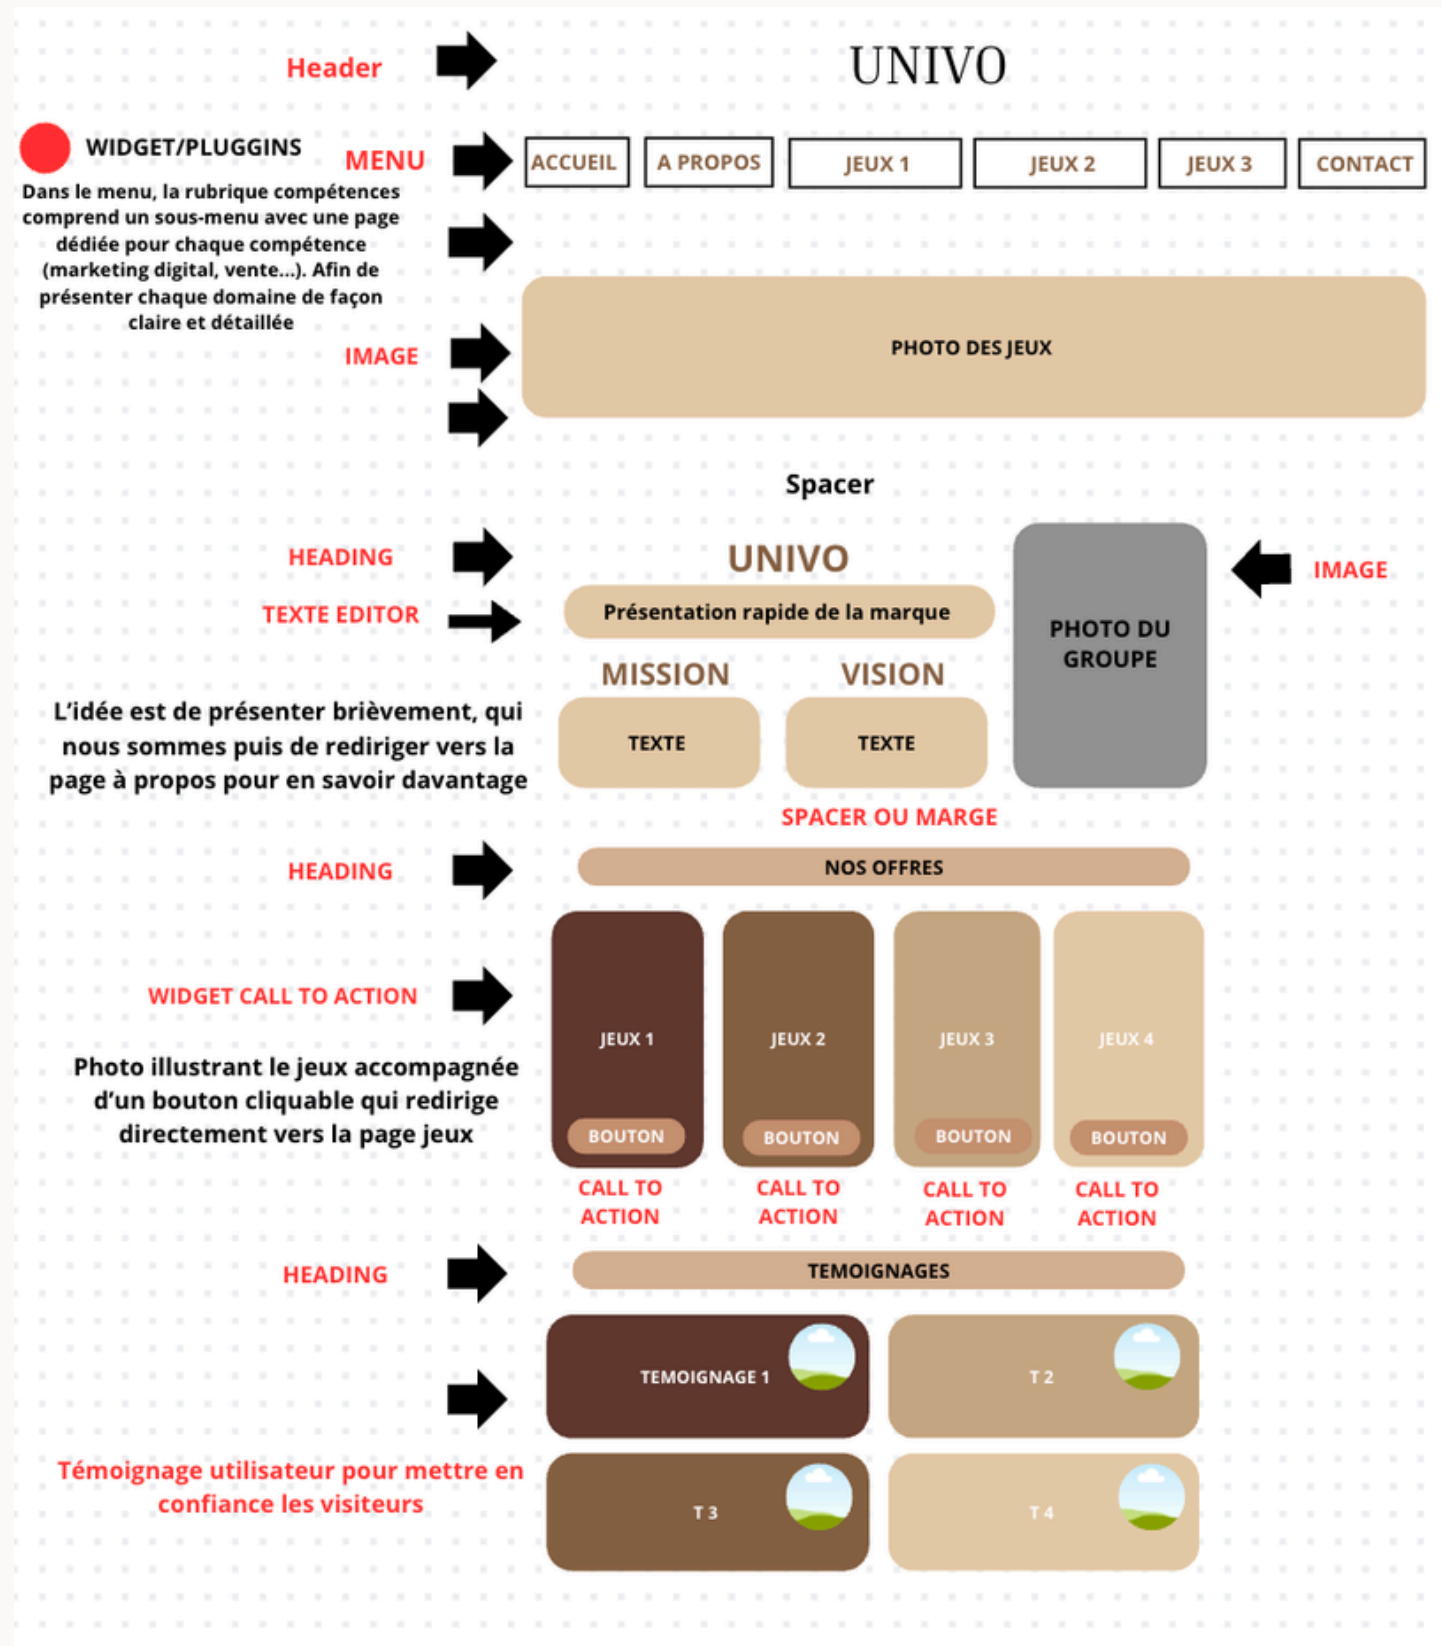 Header
UNIVO
WIDGET/PLUGGINS
MENU
ACCUEIL
A PROPOS
JEUX 1
JEUX 2
JEUX 3
CONTACT
Dans le menu, la rubrique compétences
comprend un sous-menu avec une page
dédiée pour chaque compétence
(marketing digital, vente...). Afin de
présenter chaque domaine de façon
claire et détaillée
IMAGE
PHOTO DES JEUX
Spacer
HEADING
UNIVO
IMAGE
TEXTE EDITOR
Présentation rapide de la marque
PHOTO DU
GROUPE
MISSION
VISION
L'idée est de présenter brièvement, qui
nous sommes puis de rediriger vers la
page à propos pour en savoir davantage
TEXTE
TEXTE
SPACER OU MARGE
HEADING
NOS OFFRES
WIDGET CALL TO ACTION
JEUX 1
JEUX 2
JEUX 3
JEUX 4
Photo illustrant le jeux accompagnée
d'un bouton cliquable qui redirige
directement vers la page jeux
BOUTON
BOUTON
BOUTON
BOUTON
CALL TO
ACTION
CALL TO
ACTION
CALL TO
ACTION
CALL TO
ACTION
HEADING
TEMOIGNAGES
TEMOIGNAGE 1
T 2
Témoignage utilisateur pour mettre en
confiance les visiteurs
T 3
T 4